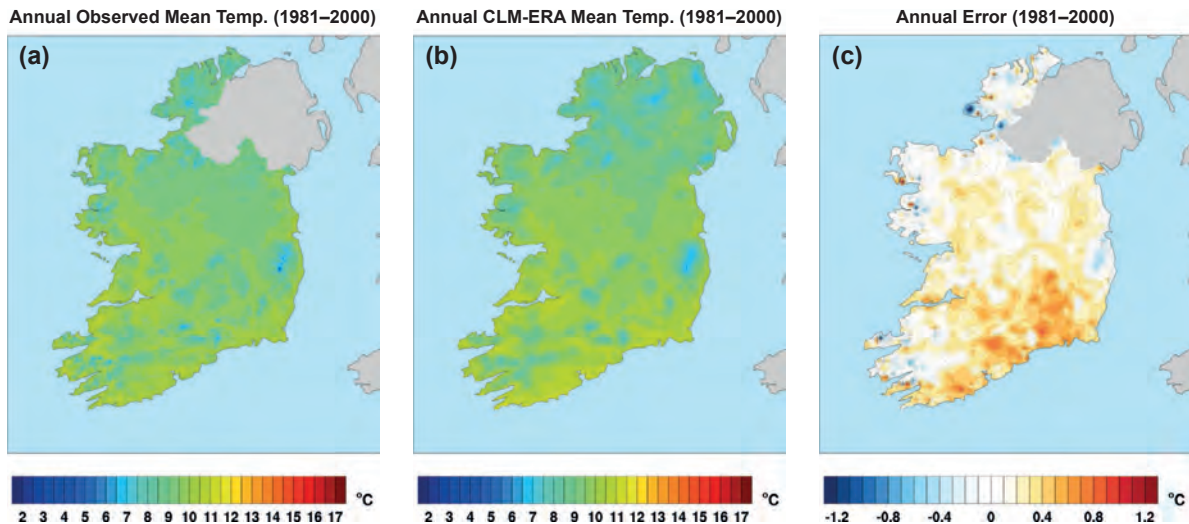 Annual Observed Mean Temp. (1981–2000)
Annual CLM-ERA Mean Temp. (1981–2000)
Annual Error (1981–2000)
(a)
(b)
(c)
2 3 4 5 6 7 8 9 10 11 12 13 14 15 16 17
°C
2 3 4 5 6 7 8 9 10 11 12 13 14 15 16 17
°C
-1.2 -0.8 -0.4 0 0.4 0.8 1.2
°C